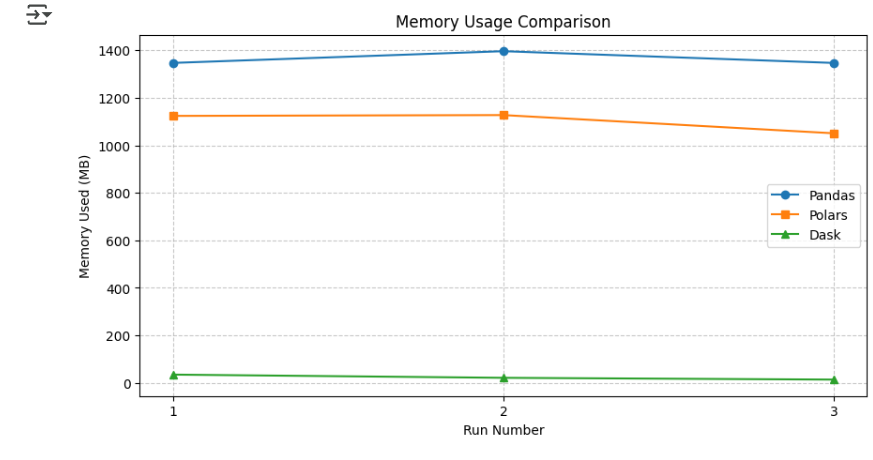 Memory Usage Comparison
1400
1200
1000
800
600
400
200
0
Memory Used (MB)
Pandas
Polars
Dask
1 2 3
Run Number